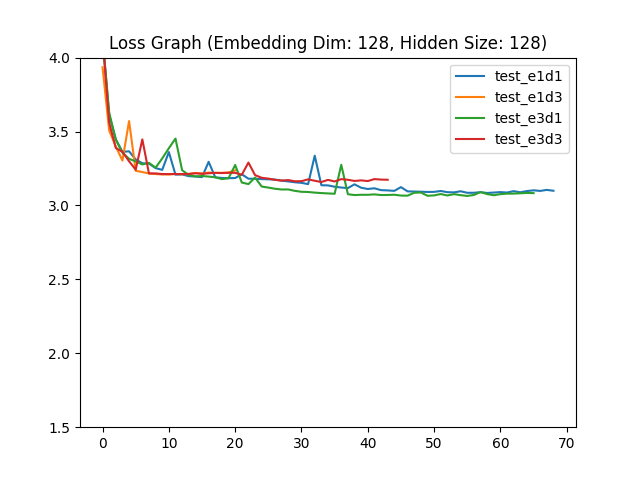 Loss Graph (Embedding Dim: 128, Hidden Size: 128)
4.0
3.5
3.0
2.5
2.0
1.5
0 10 20 30 40 50 60 70
test_e1d1
test_e1d3
test_e3d1
test_e3d3